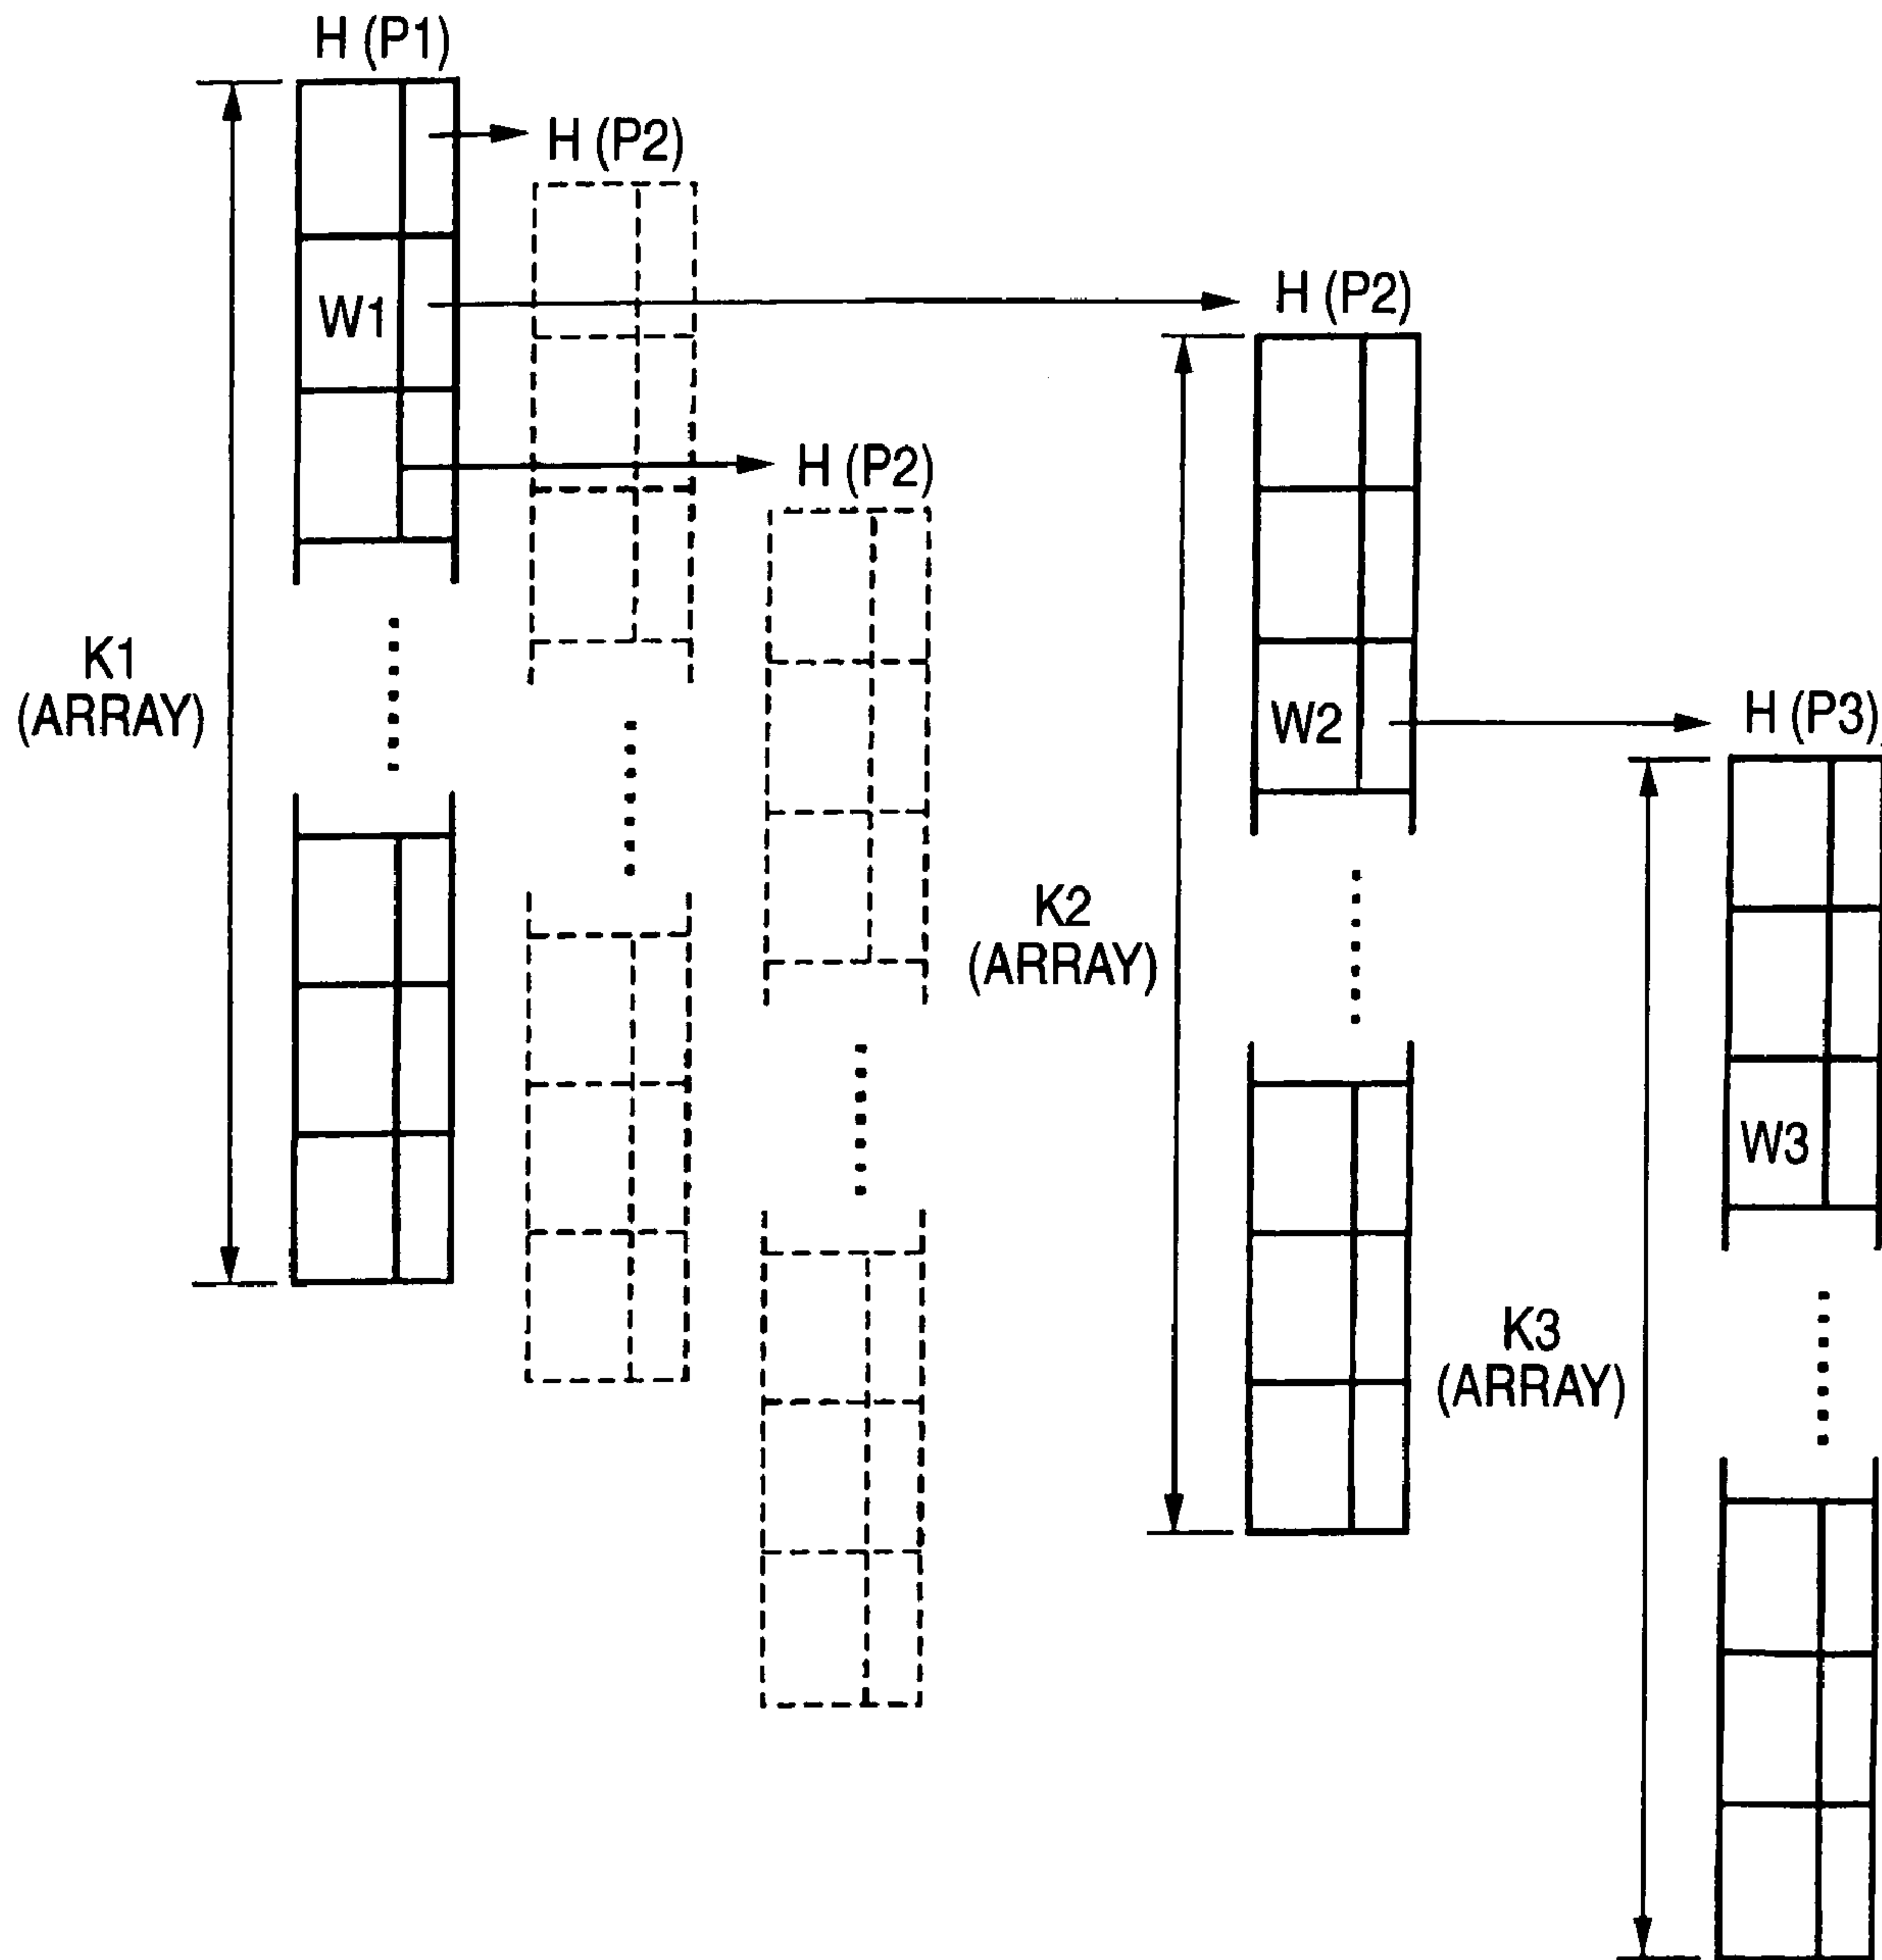 H (P1)
H (P2)
W1
H (P2)
H (P2)
K1
(ARRAY)
W2
H (P3)
K2
(ARRAY)
W3
K3
(ARRAY)